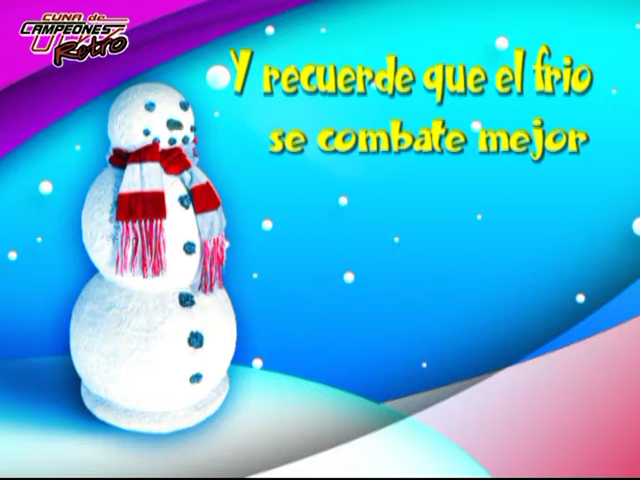 CUNA de
CAMPEONES
Retro
Y recuerde que el frio
se combate mejor